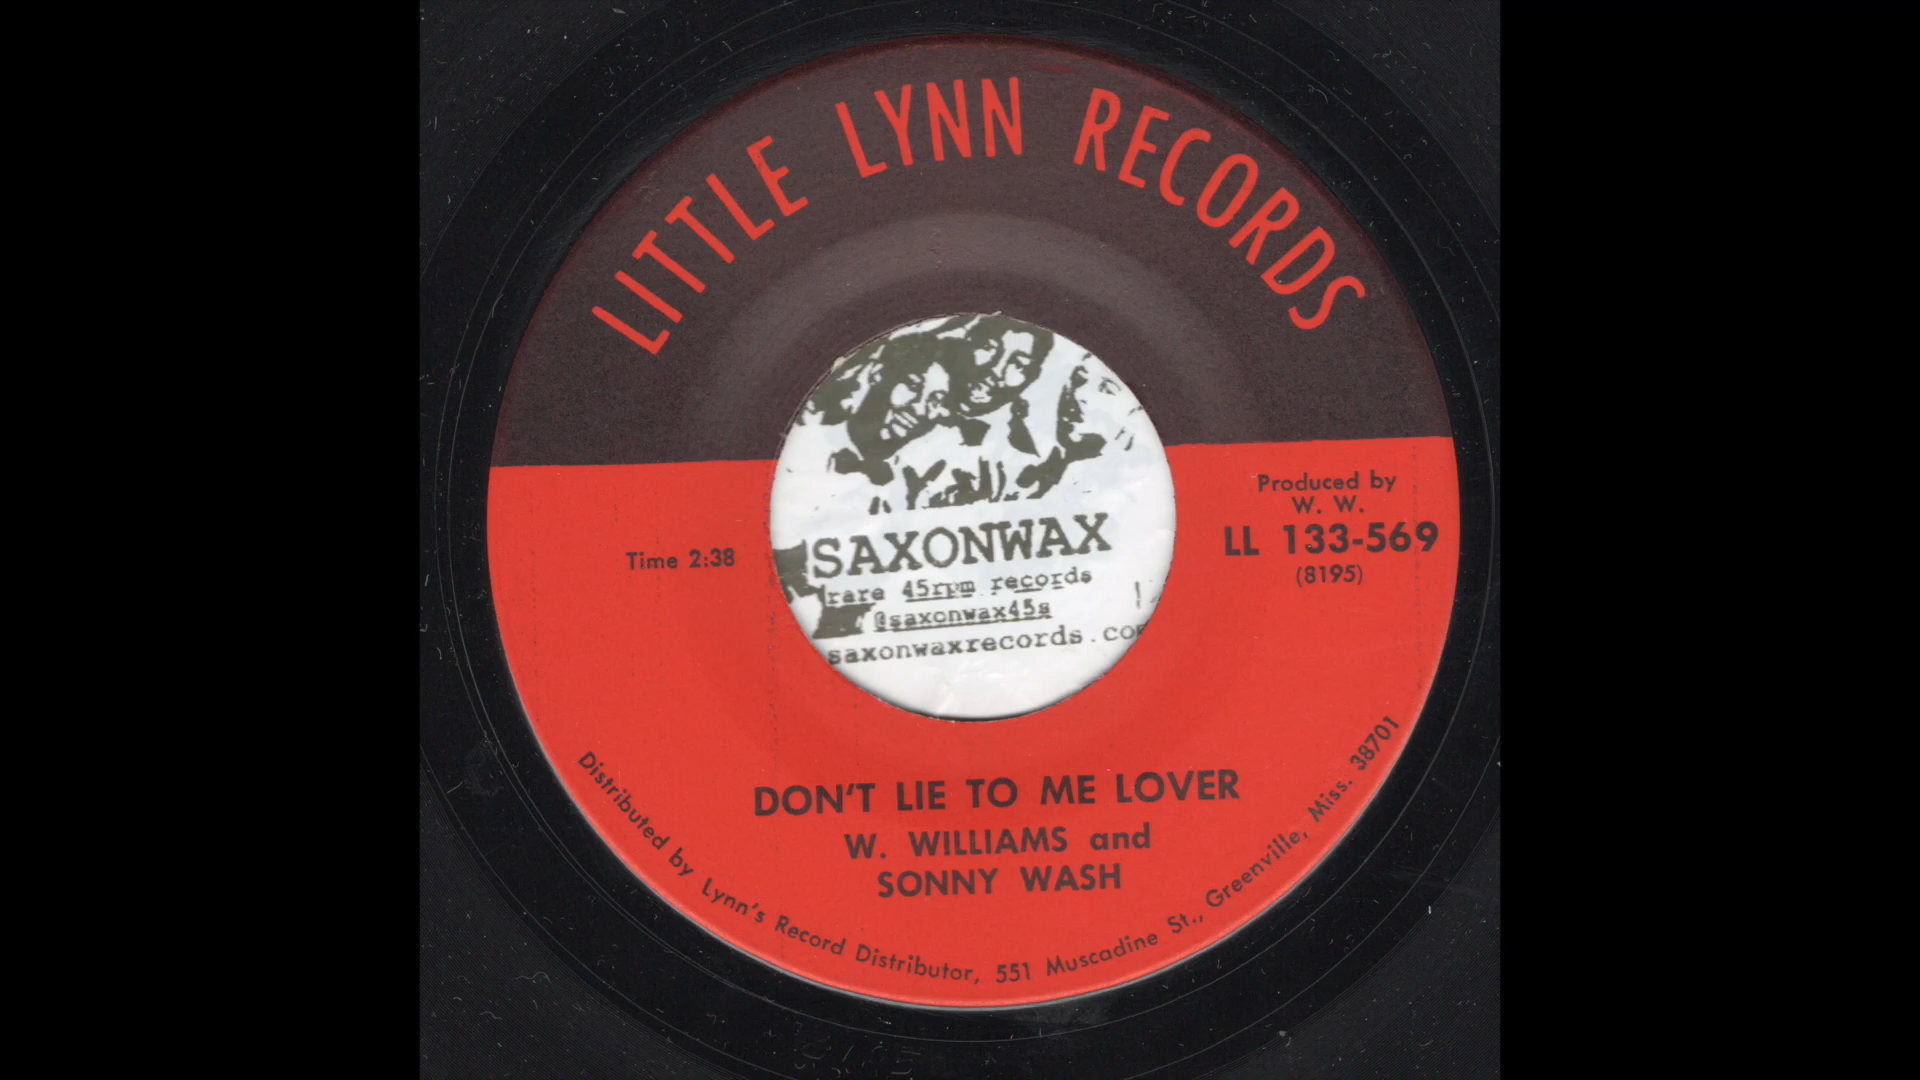 LITTLE LYNN RECORDS
Produced by
W. W.
LL 133-569
(8195)
Time 2:38
SAXONWAX
rare 45rpm records
@saxonwax45s
saxonwaxrecords.co
DON'T LIE TO ME LOVER
W. WILLIAMS and
SONNY WASH
Distributed by Lynn's Record Distributor, 551 Muscadine St., Greenville, Miss. 38701